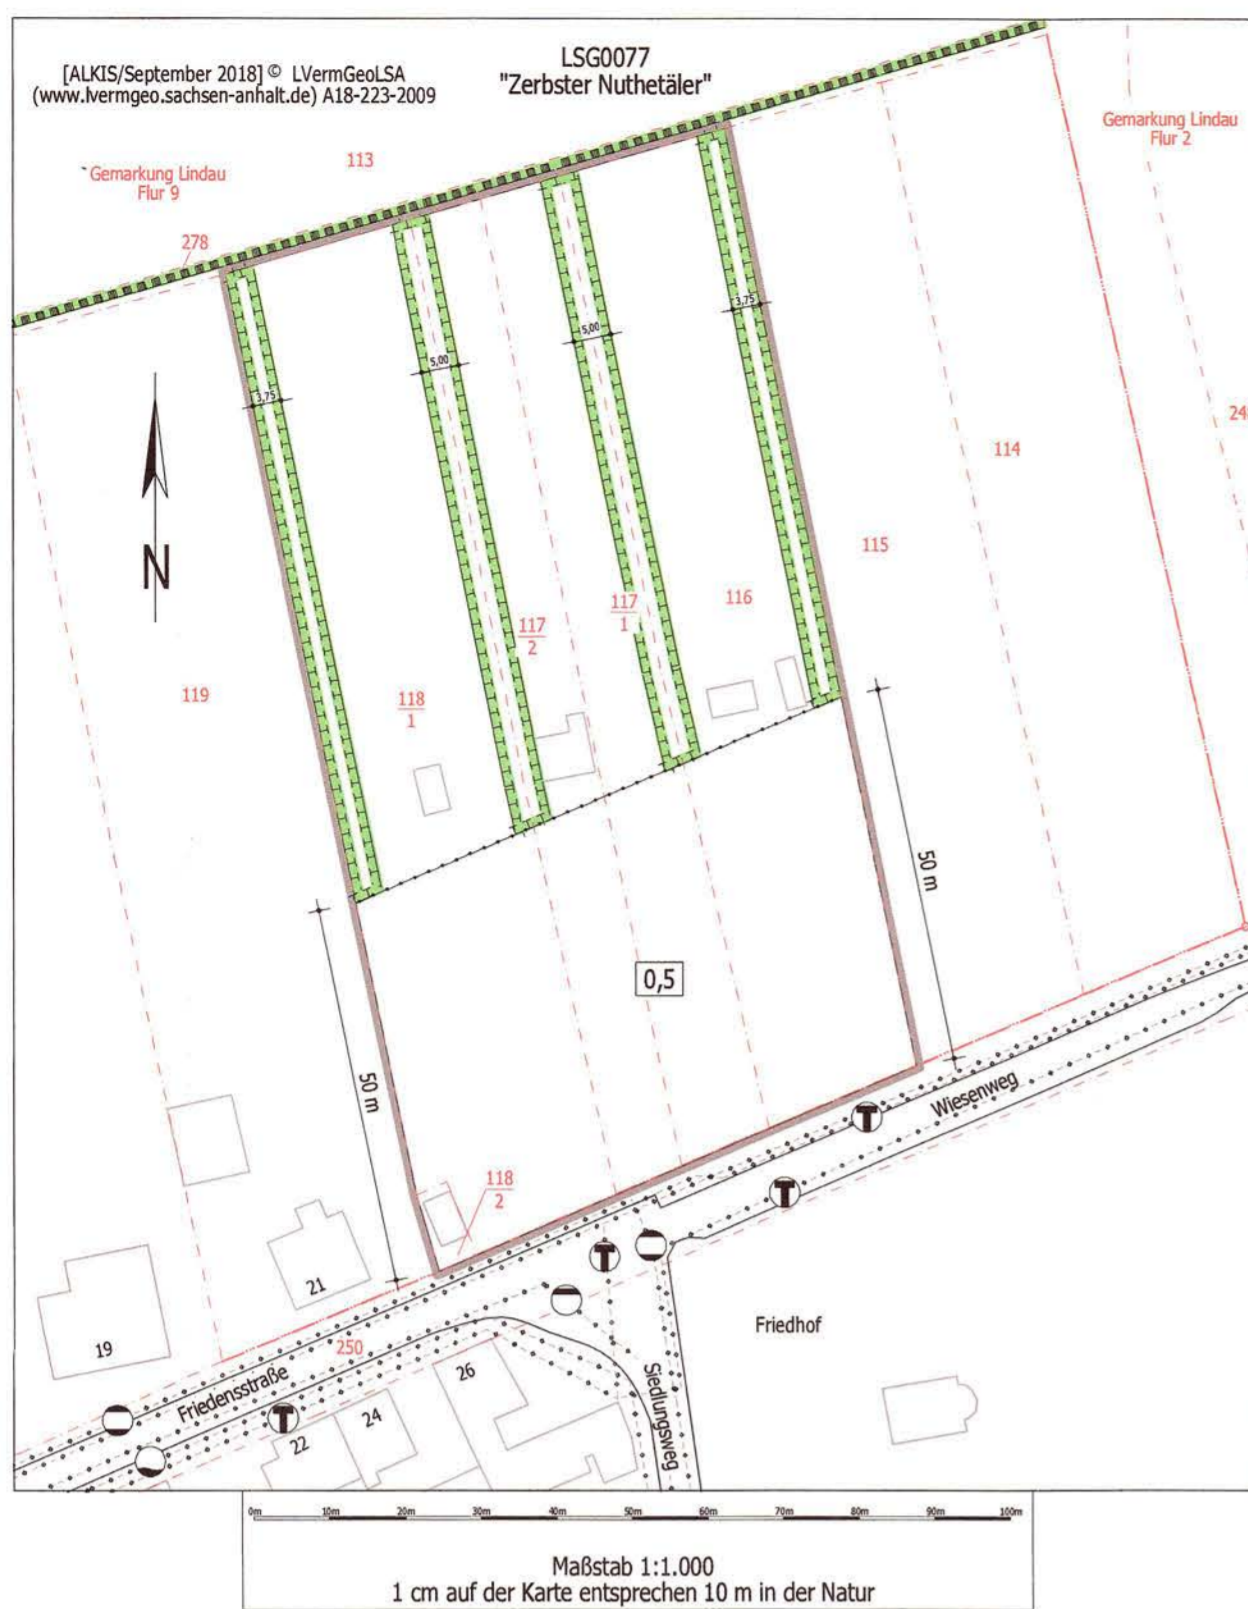 [ALKIS/September 2018] © LVermGeoLSA
(www.lvermgeo.sachsen-anhalt.de) A18-223-2009
LSG0077
"Zerbster Nuthetäler"
Gemarkung Lindau
Flur 2
113
Gemarkung Lindau
Flur 9
278
3,75
5,00
5,00
3,75
24
114
N
115
116
117
1
117
2
119
118
1
50 m
0,5
50 m
Wiesenweg
T
118
2
T
T
21
19
250
Friedhof
Friedensstraße
26
24
22
T
Siedlungsweg
0m 10m 20m 30m 40m 50m 60m 70m 80m 90m 100m
Maßstab 1:1.000
1 cm auf der Karte entsprechen 10 m in der Natur